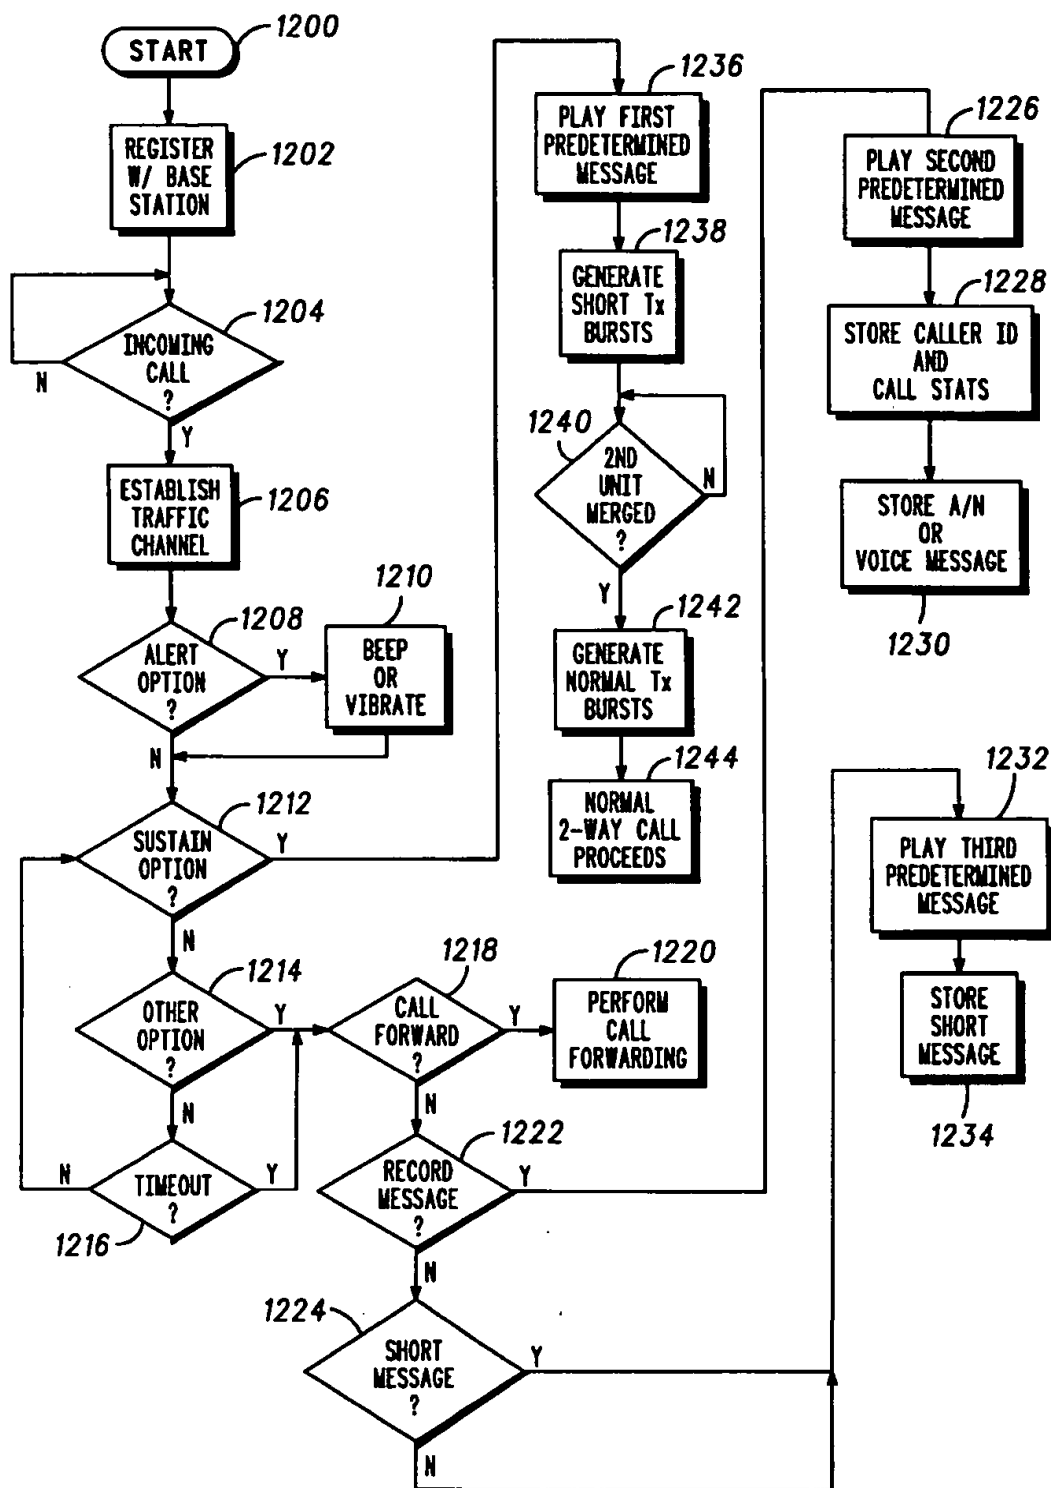 START
1200
REGISTER
W/ BASE
STATION
1202
INCOMING
CALL
?
1204
N
Y
ESTABLISH
TRAFFIC
CHANNEL
1206
ALERT
OPTION
?
1208
Y
N
BEEP
OR
VIBRATE
1210
SUSTAIN
OPTION
?
1212
Y
N
OTHER
OPTION
?
1214
Y
N
TIMEOUT
?
1216
N
Y
CALL
FORWARD
?
1218
Y
N
PERFORM
CALL
FORWARDING
1220
RECORD
MESSAGE
?
1222
Y
N
SHORT
MESSAGE
?
1224
Y
N
PLAY FIRST
PREDETERMINED
MESSAGE
1236
GENERATE
SHORT Tx
BURSTS
1238
2ND
UNIT
MERGED
?
1240
N
Y
GENERATE
NORMAL Tx
BURSTS
1242
NORMAL
2-WAY CALL
PROCEEDS
1244
PLAY SECOND
PREDETERMINED
MESSAGE
1226
STORE CALLER ID
AND
CALL STATS
1228
STORE A/N
OR
VOICE MESSAGE
1230
PLAY THIRD
PREDETERMINED
MESSAGE
1232
STORE
SHORT
MESSAGE
1234